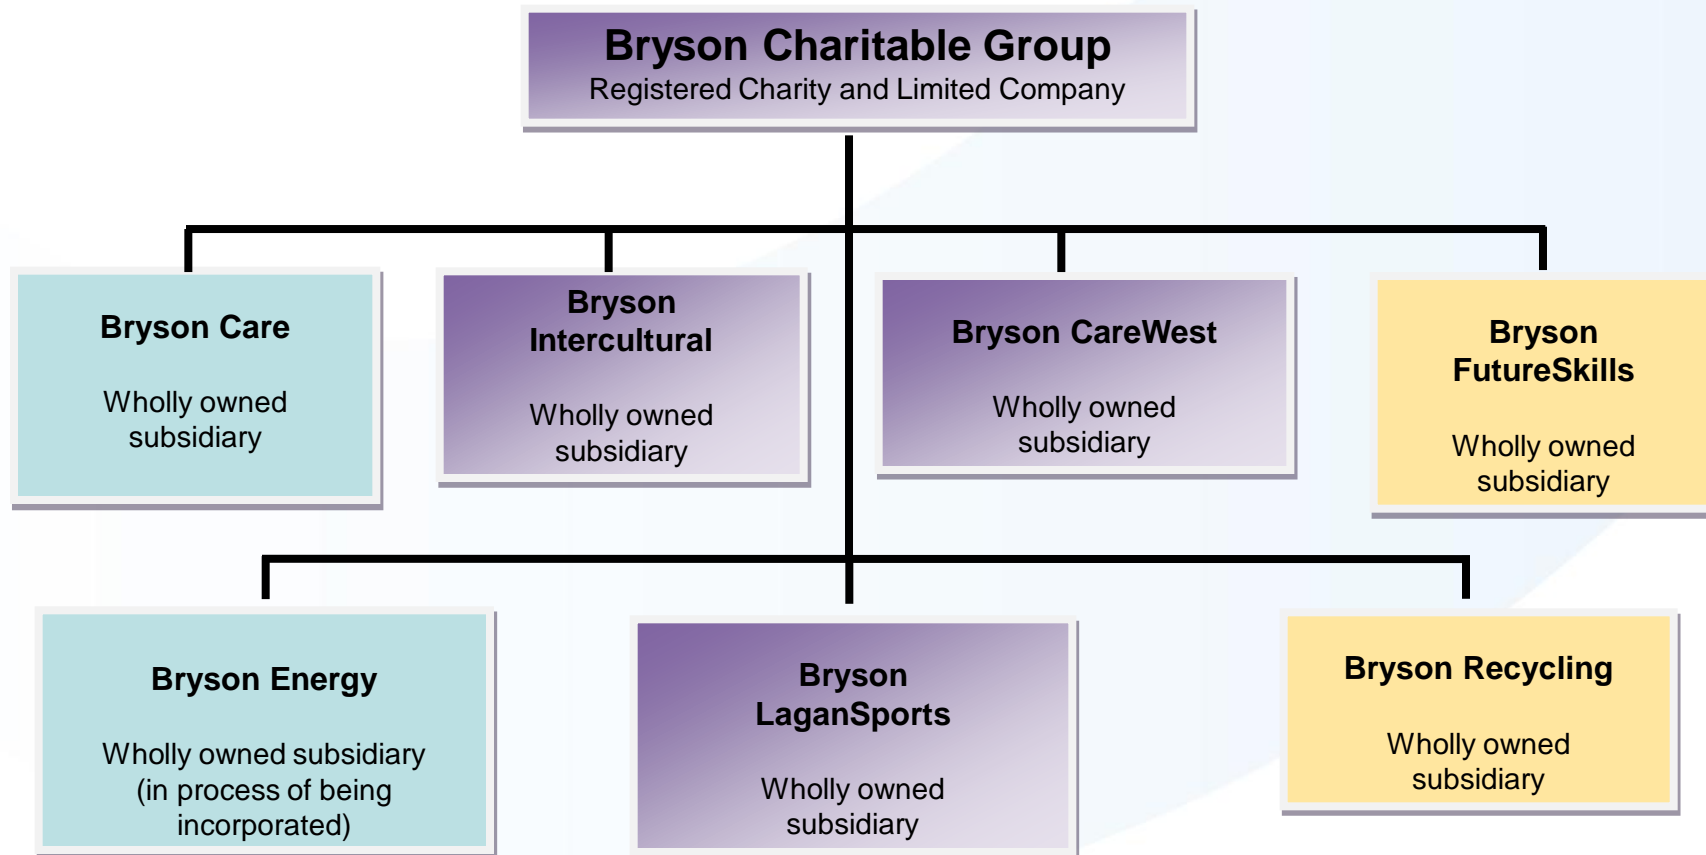 Bryson Charitable Group
Registered Charity and Limited Company
Bryson Care
Wholly owned
subsidiary
Bryson
Intercultural
Wholly owned
subsidiary
Bryson CareWest
Wholly owned
subsidiary
Bryson
FutureSkills
Wholly owned
subsidiary
Bryson Energy
Wholly owned subsidiary
(in process of being
incorporated)
Bryson
LaganSports
Wholly owned
subsidiary
Bryson Recycling
Wholly owned
subsidiary